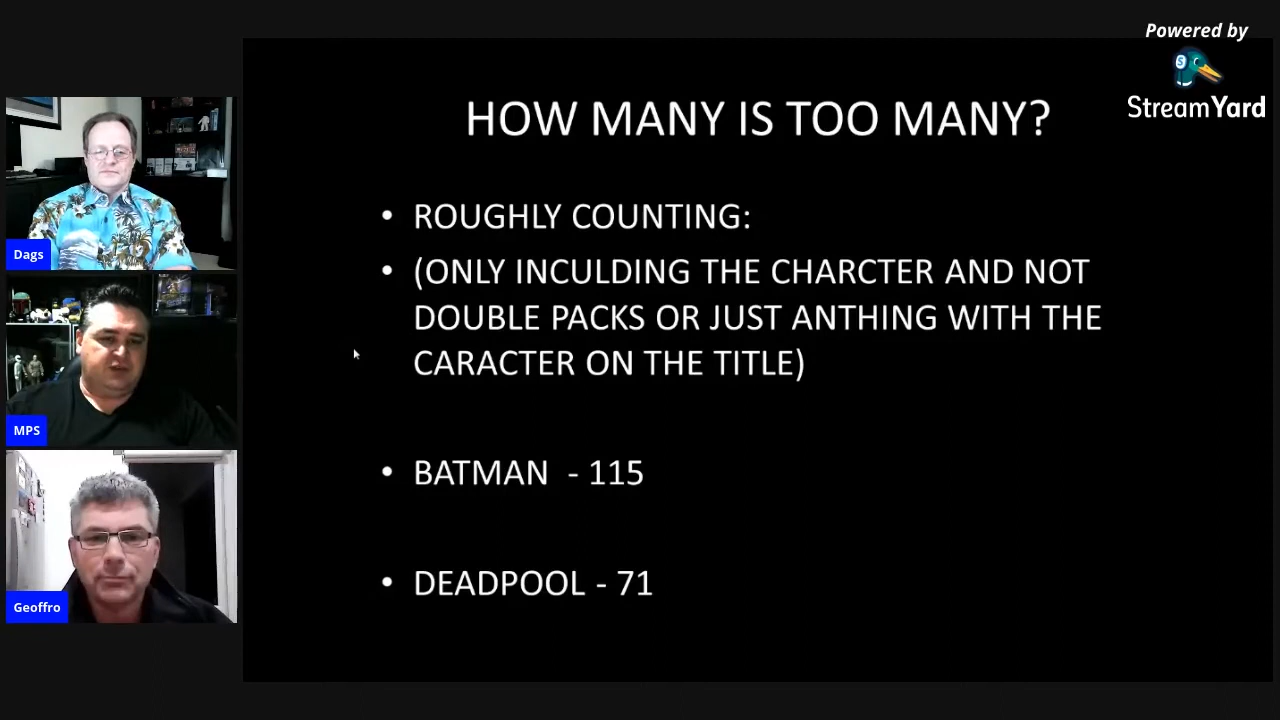 Powered by
StreamYard
HOW MANY IS TOO MANY?
• ROUGHLY COUNTING:
• (ONLY INCULDING THE CHARCTER AND NOT
DOUBLE PACKS OR JUST ANTHING WITH THE
CARACTER ON THE TITLE)
• BATMAN - 115
• DEADPOOL - 71
Dags
MPS
Geoffro